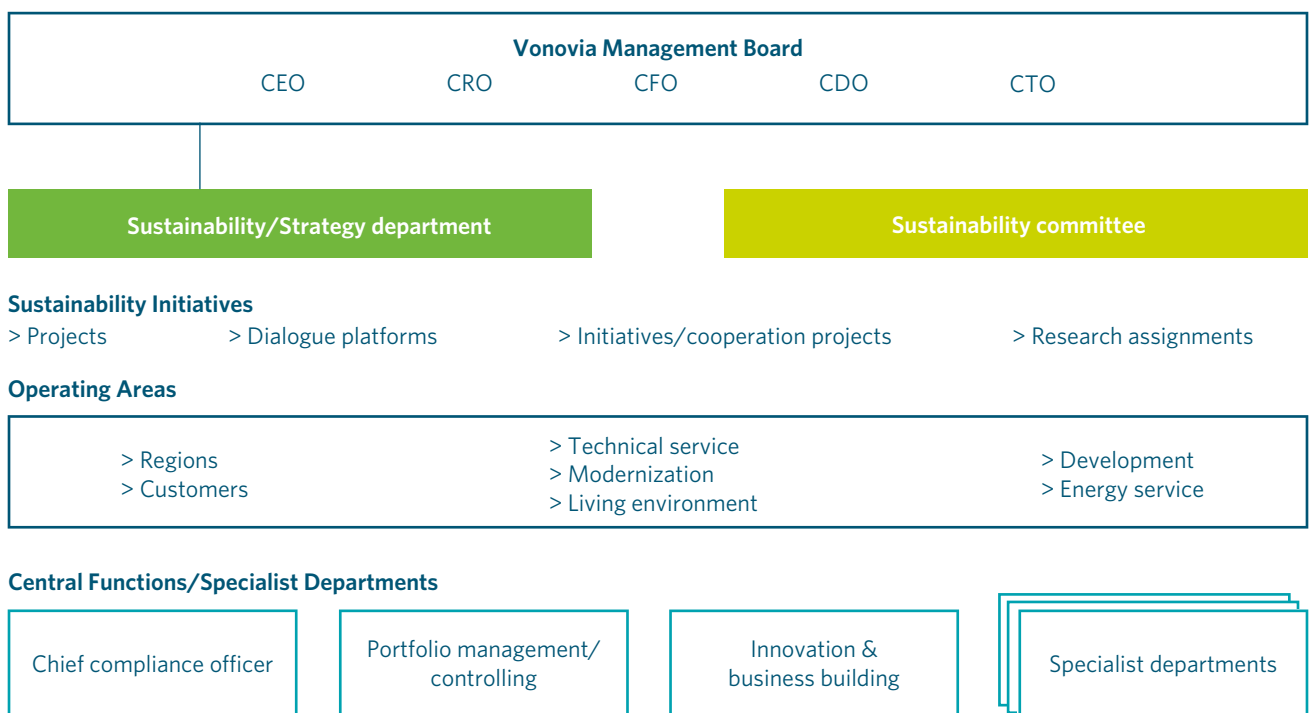 Vonovia Management Board
CEO CRO CFO CDO CTO
Sustainability/Strategy department
Sustainability committee
Sustainability Initiatives
> Projects > Dialogue platforms > Initiatives/cooperation projects > Research assignments
Operating Areas
> Regions
> Customers
> Technical service
> Modernization
> Living environment
> Development
> Energy service
Central Functions/Specialist Departments
Chief compliance officer
Portfolio management/
controlling
Innovation &
business building
Specialist departments